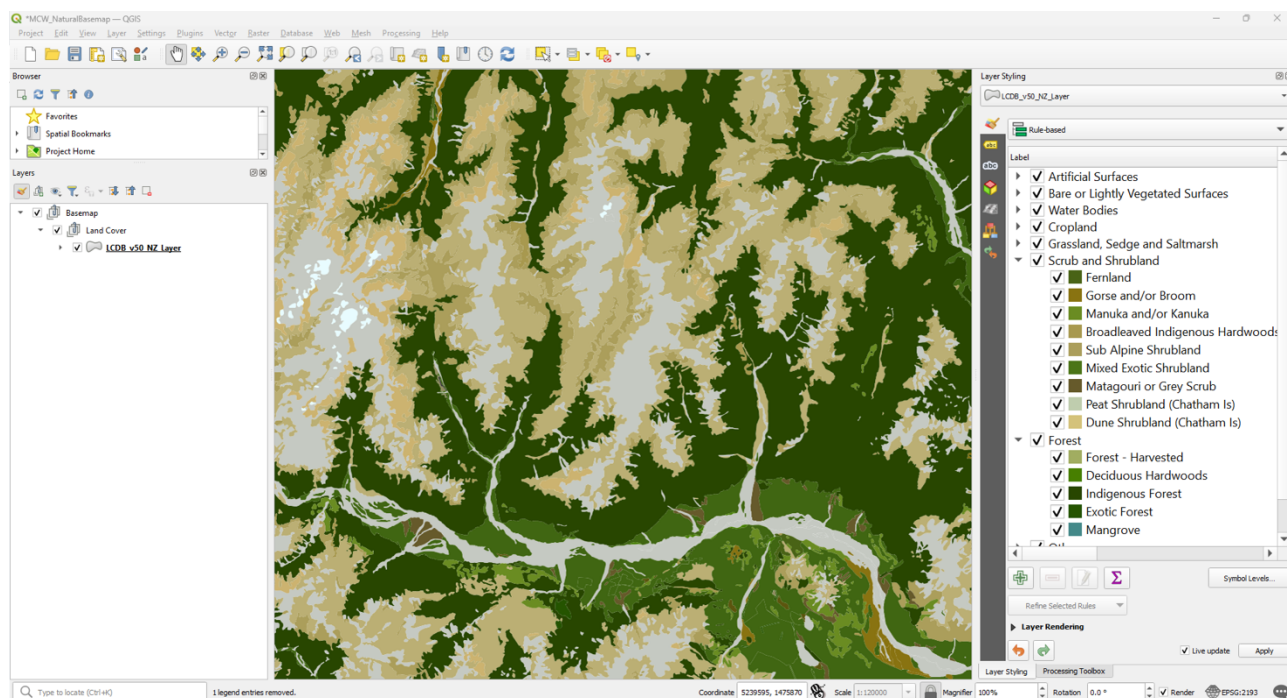 *MCW_NaturalBasemap — QGIS
Project Edit View Layer Settings Plugins Vector Raster Database Web Mesh Processing Help
Browser
Favorites
Spatial Bookmarks
Project Home
Layers
Basemap
Land Cover
LCDB_v50_NZ_Layer
Layer Styling
LCDB_v50_NZ_Layer
Rule-based
Label
Artificial Surfaces
Bare or Lightly Vegetated Surfaces
Water Bodies
Cropland
Grassland, Sedge and Saltmarsh
Scrub and Shrubland
Fernland
Gorse and/or Broom
Manuka and/or Kanuka
Broadleaved Indigenous Hardwoods
Sub Alpine Shrubland
Mixed Exotic Shrubland
Matagouri or Grey Scrub
Peat Shrubland (Chatham Is)
Dune Shrubland (Chatham Is)
Forest
Forest - Harvested
Deciduous Hardwoods
Indigenous Forest
Exotic Forest
Mangrove
Symbol Levels...
Refine Selected Rules
Layer Rendering
Live update Apply
Layer Styling Processing Toolbox
Type to locate (Ctrl+K) 1 legend entries removed. Coordinate 5239595, 1475870 Scale 1:120000 Magnifier 100% Rotation 0.0 ° Render EPSG:2193